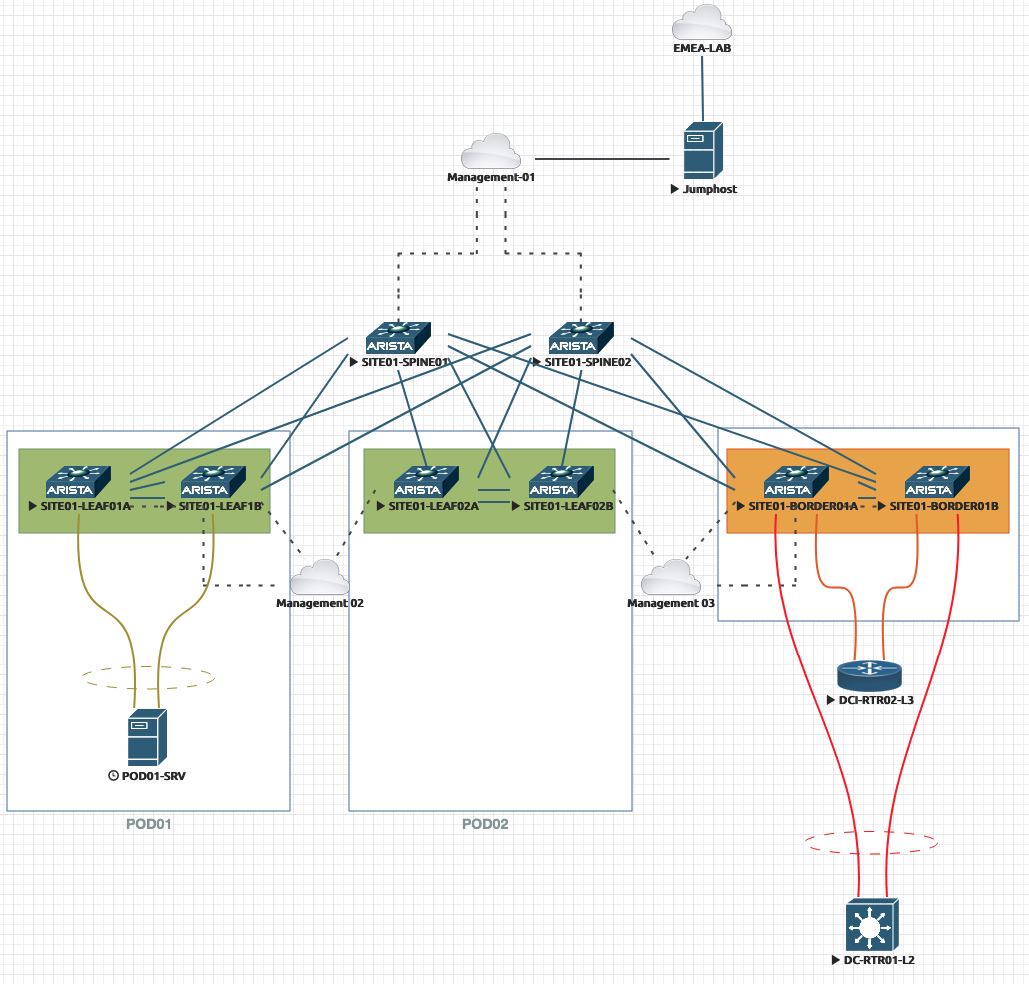 EMEA-LAB
Management-01
Jumphost
ARISTA
ARISTA
SITE01-SPINE01
SITE01-SPINE02
ARISTA
ARISTA
ARISTA
ARISTA
ARISTA
ARISTA
SITE01-LEAF01A
SITE01-LEAF1B
SITE01-LEAF02A
SITE01-LEAF02B
SITE01-BORDER01A
SITE01-BORDER01B
Management 02
Management 03
DCI-RTR02-L3
POD01-SRV
POD01
POD02
DC-RTR01-L2